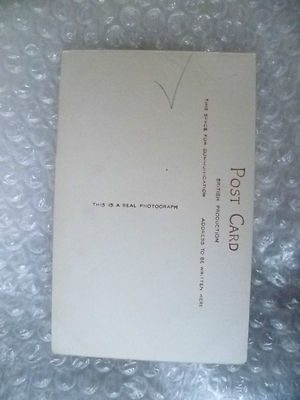 POST CARD
BRITISH PRODUCTION
THIS SPACE FOR COMMUNICATION
ADDRESS TO BE WRITTEN HERE
THIS IS A REAL PHOTOGRAPH